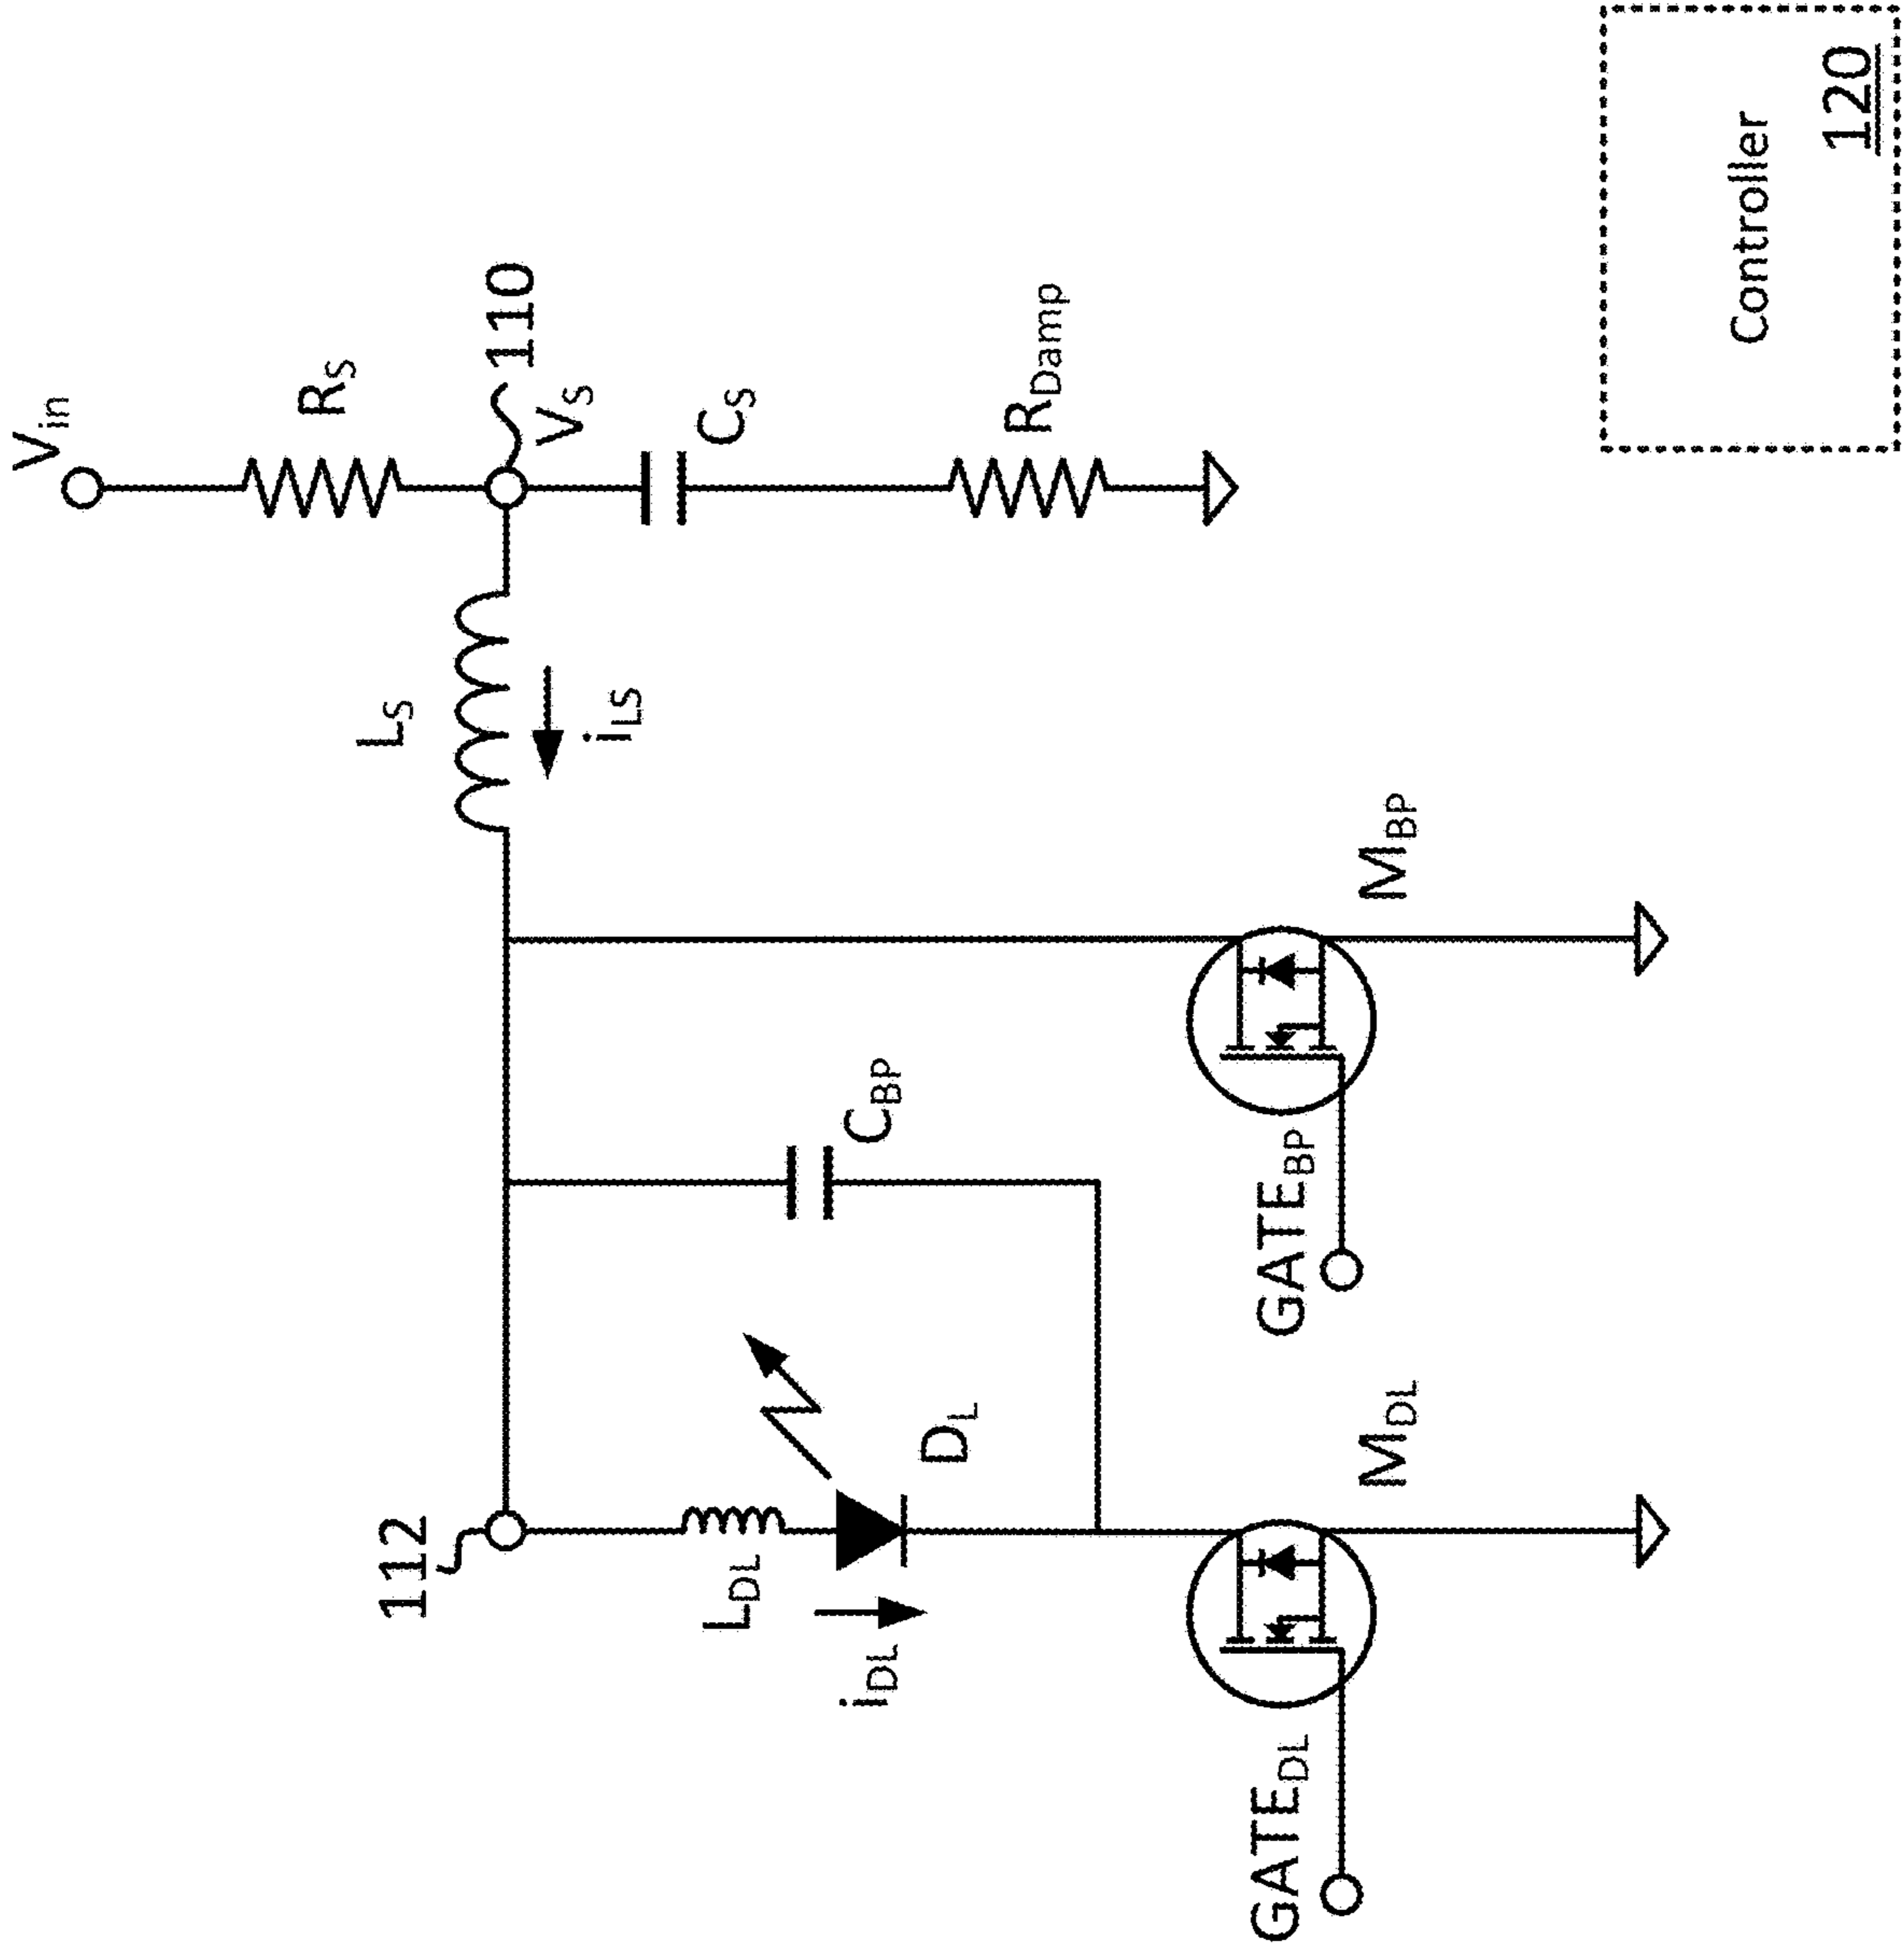 Vin
RS
110
VS
CS
RDamp
LS
iLS
112
LDL
DL
iDL
CBP
MBP
GATEBP
MDL
GATEDL
Controller
120